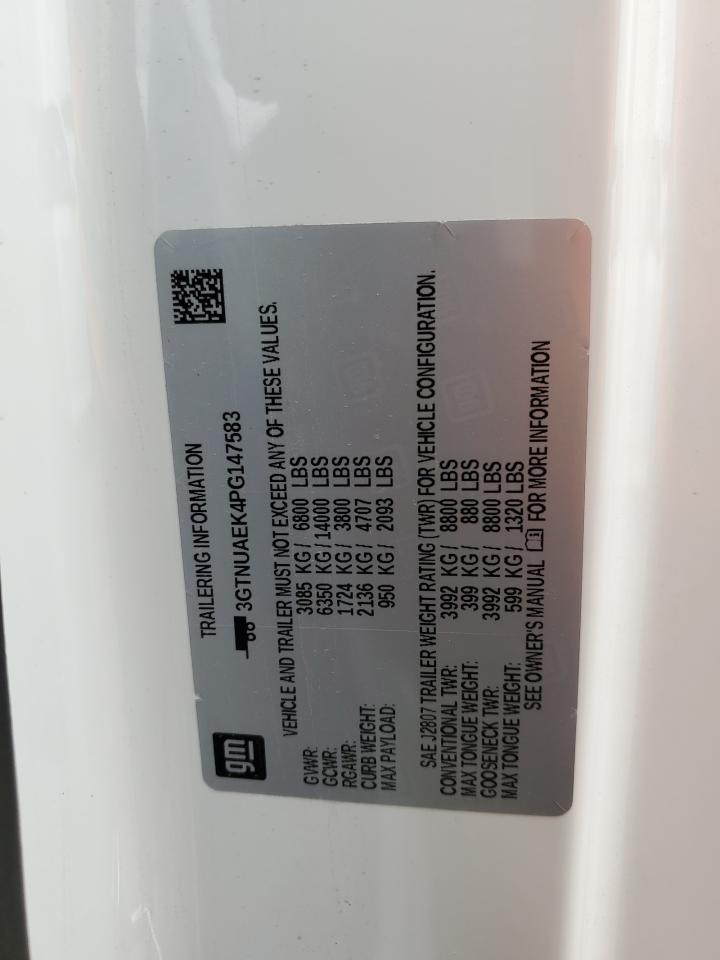 gm
TRAILERING INFORMATION
3GTNUAEK4PG147583
VEHICLE AND TRAILER MUST NOT EXCEED ANY OF THESE VALUES.
GVWR: 3085 KG / 6800 LBS
GCWR: 6350 KG / 14000 LBS
RGAWR: 1724 KG / 3800 LBS
CURB WEIGHT: 2136 KG / 4707 LBS
MAX PAYLOAD: 950 KG / 2093 LBS
SAE J2807 TRAILER WEIGHT RATING (TWR) FOR VEHICLE CONFIGURATION.
CONVENTIONAL TWR: 3992 KG / 8800 LBS
MAX TONGUE WEIGHT: 399 KG / 880 LBS
GOOSENECK TWR: 3992 KG / 8800 LBS
MAX TONGUE WEIGHT: 599 KG / 1320 LBS
SEE OWNER'S MANUAL FOR MORE INFORMATION